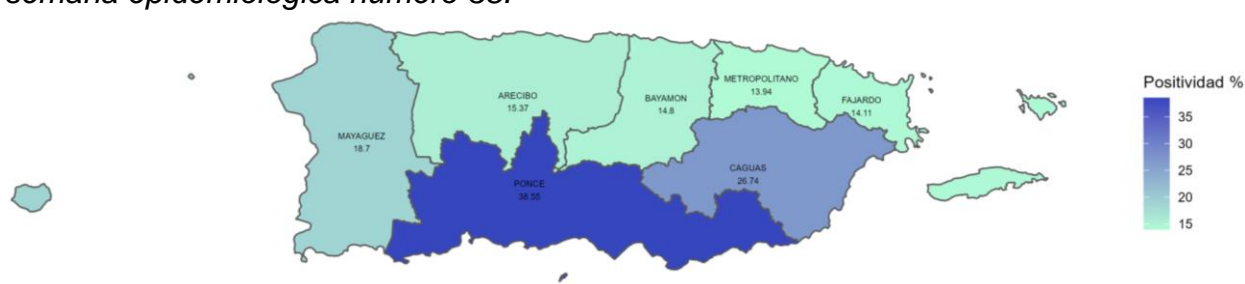 semana epidemiológica número
Positividad %
METROPOLITANO
13.94
ARECIBO
15.37
BAYAMON
14.8
FAJARDO
14.11
MAYAGUEZ
18.7
CAGUAS
26.74
PONCE
38.55
35
30
25
20
15